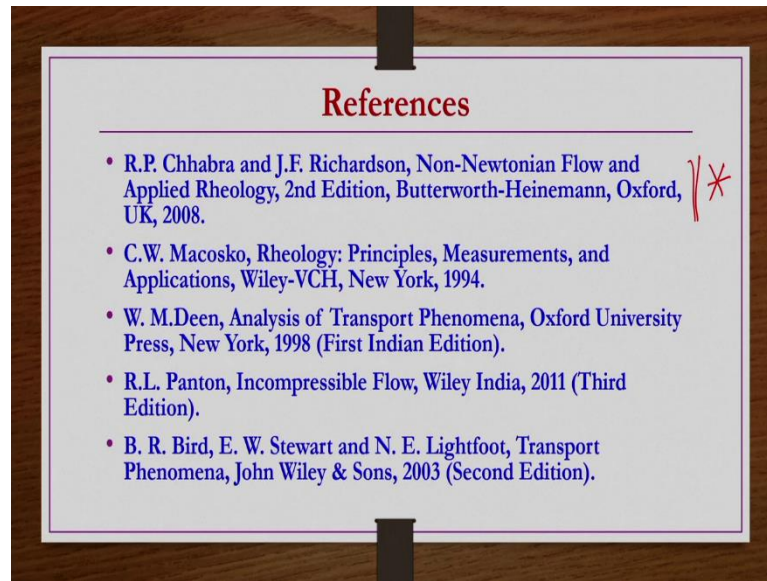 References
• R.P. Chhabra and J.F. Richardson, Non-Newtonian Flow and
Applied Rheology, 2nd Edition, Butterworth-Heinemann, Oxford,
UK, 2008.
• C.W. Macosko, Rheology: Principles, Measurements, and
Applications, Wiley-VCH, New York, 1994.
• W. M.Deen, Analysis of Transport Phenomena, Oxford University
Press, New York, 1998 (First Indian Edition).
• R.L. Panton, Incompressible Flow, Wiley India, 2011 (Third
Edition).
• B. R. Bird, E. W. Stewart and N. E. Lightfoot, Transport
Phenomena, John Wiley & Sons, 2003 (Second Edition).